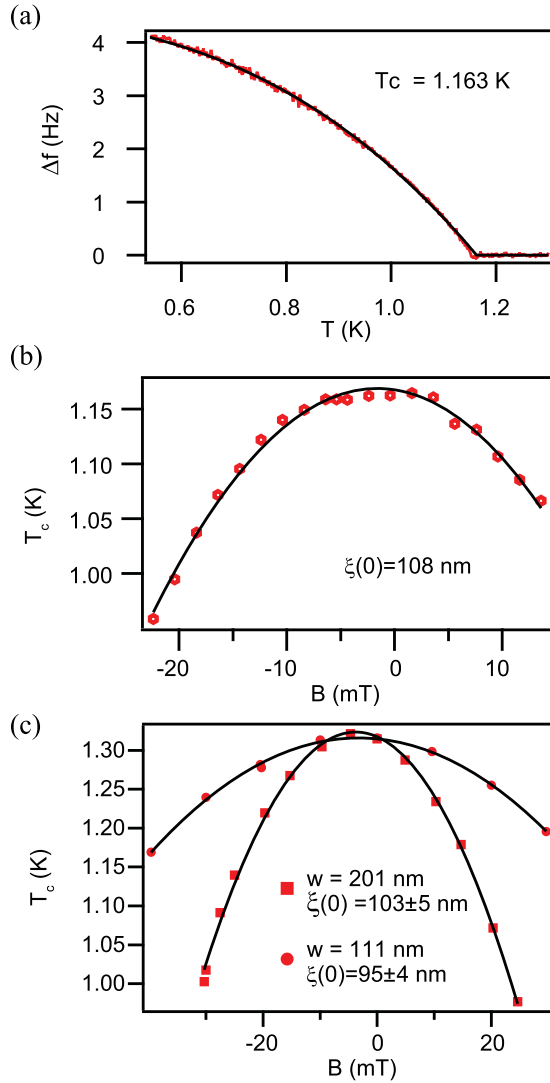 (a)
4
3
2
1
0
Δf (Hz)
Tc = 1.163 K
0.6 0.8 1.0 1.2
T (K)
(b)
1.15
1.10
1.05
1.00
T_c (K)
ξ(0)=108 nm
-20 -10 0 10
B (mT)
(c)
1.30
1.25
1.20
1.15
1.10
1.05
1.00
T_c (K)
w = 201 nm
ξ(0) =103±5 nm
w = 111 nm
ξ(0)=95±4 nm
-20 0 20
B (mT)